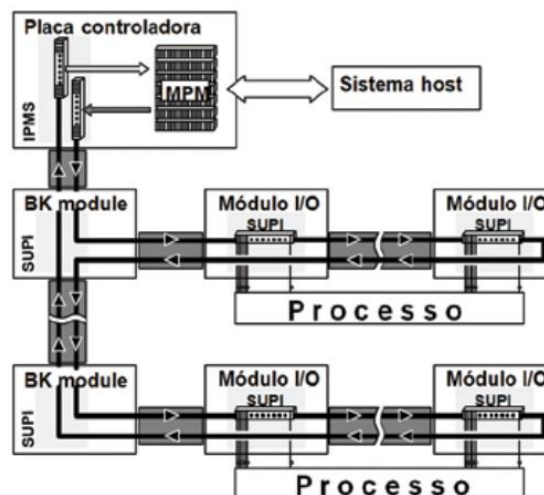 Placa controladora
MPM
IPMS
Sistema host
BK module
SUPI
Módulo I/O
SUPI
Módulo I/O
SUPI
Processo
BK module
SUPI
Módulo I/O
SUPI
Módulo I/O
SUPI
Processo